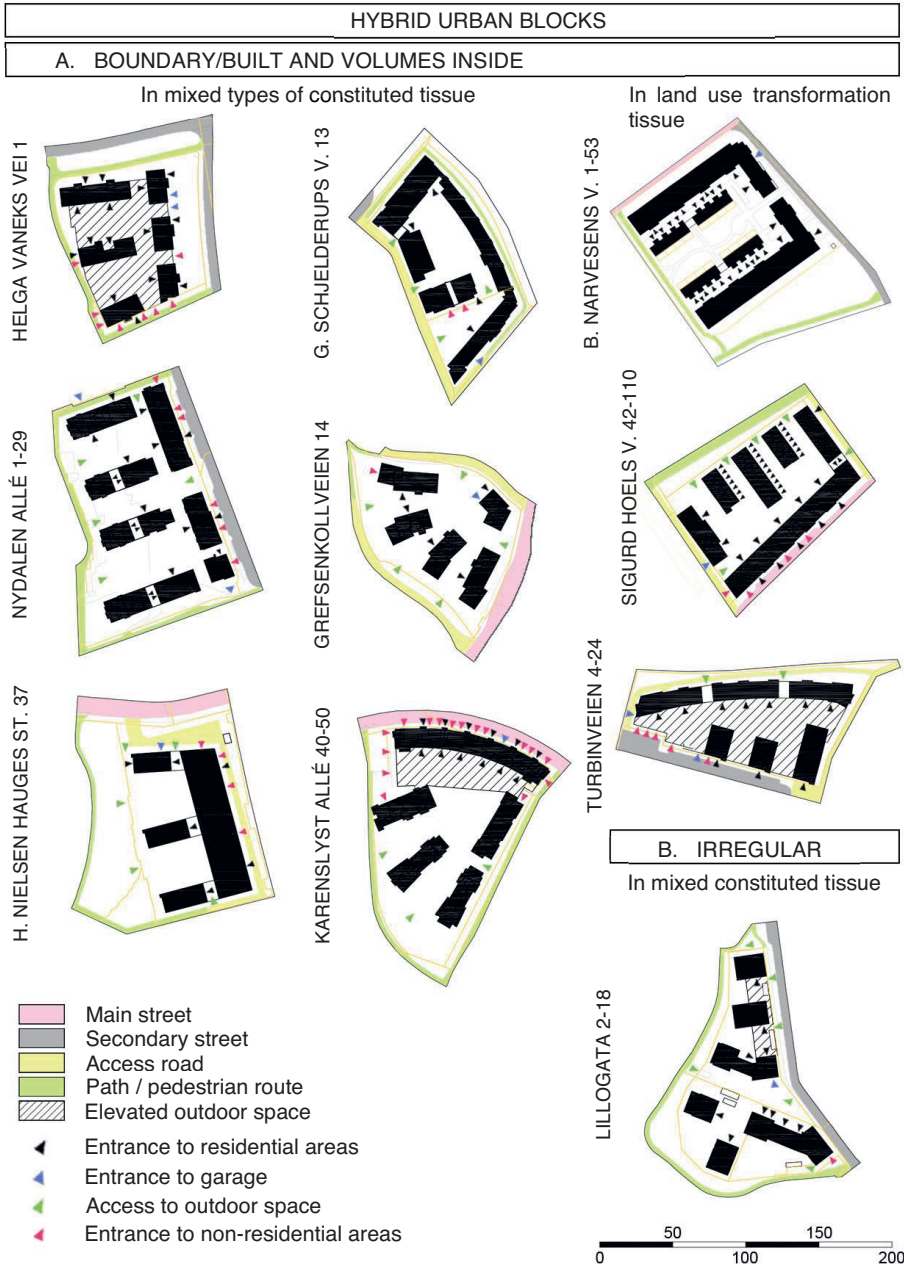 HYBRID URBAN BLOCKS
A. BOUNDARY/BUILT AND VOLUMES INSIDE
In mixed types of constituted tissue
In land use transformation
tissue
HELGA VANEKS VEI 1
G. SCHJELDERUPS V. 13
B. NARVESENS V. 1-53
NYDALEN ALLÉ 1-29
GREFSENKOLLVEIEN 14
SIGURD HOELS V. 42-110
H. NIELSEN HAUGES ST. 37
KARENSLYST ALLÉ 40-50
TURBINVEIEN 4-24
B. IRREGULAR
In mixed constituted tissue
LILLOGATA 2-18
Main street
Secondary street
Access road
Path / pedestrian route
Elevated outdoor space
Entrance to residential areas
Entrance to garage
Access to outdoor space
Entrance to non-residential areas
50 150
0 100 200